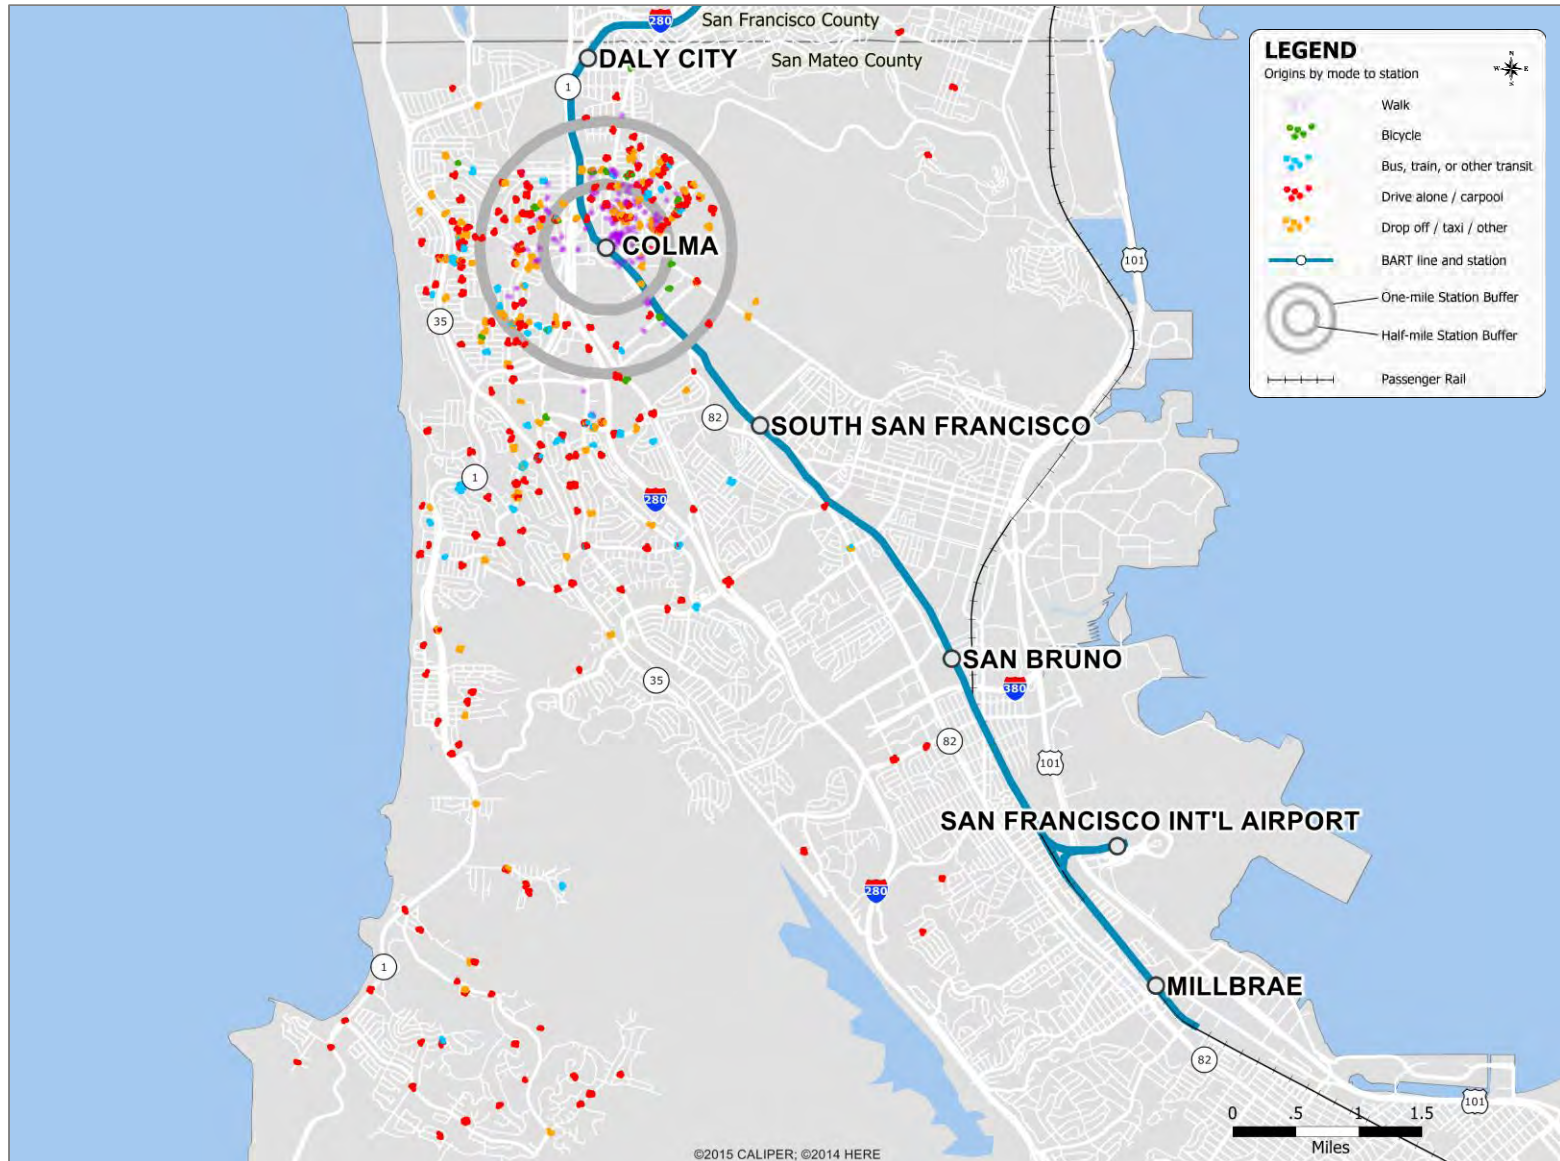 280
San Francisco County
DALY CITY
San Mateo County
1
LEGEND
Origins by mode to station
N
W E
S
Walk
Bicycle
Bus, train, or other transit
Drive alone / carpool
Drop off / taxi / other
BART line and station
One-mile Station Buffer
Half-mile Station Buffer
Passenger Rail
COLMA
101
35
82
SOUTH SAN FRANCISCO
1
280
SAN BRUNO
35
380
82
101
SAN FRANCISCO INT'L AIRPORT
280
1
MILLBRAE
82
101
0 .5 1 1.5
Miles
©2015 CALIPER; ©2014 HERE